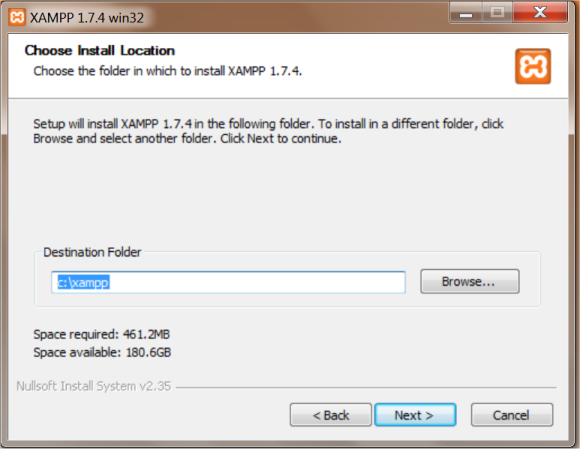 XAMPP 1.7.4 win32
Choose Install Location
Choose the folder in which to install XAMPP 1.7.4.
Setup will install XAMPP 1.7.4 in the following folder. To install in a different folder, click
Browse and select another folder. Click Next to continue.
Destination Folder
c:\xampp
Browse...
Space required: 461.2MB
Space available: 180.6GB
Nullsoft Install System v2.35
< Back
Next >
Cancel